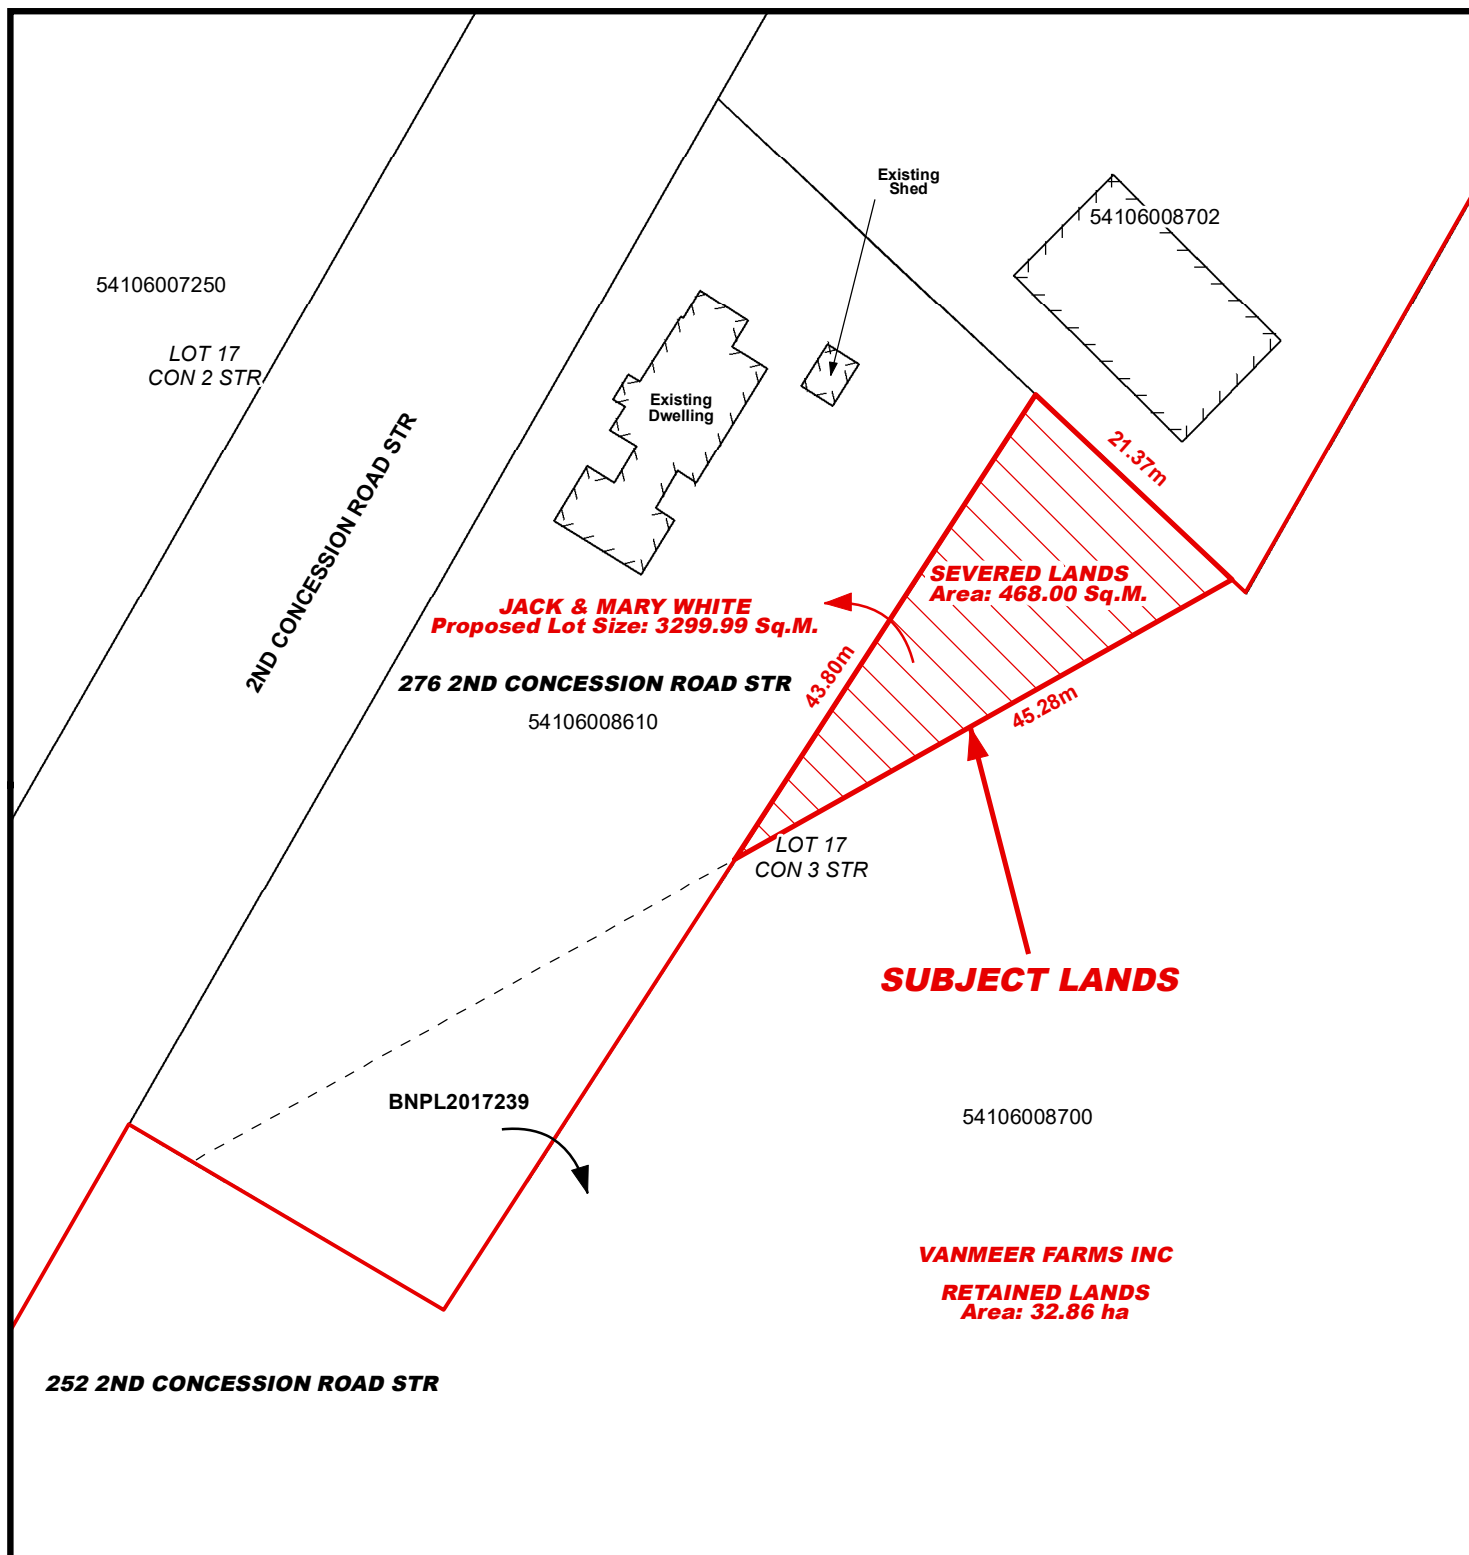 Existing
Shed
54106008702
54106007250
LOT 17
CON 2 STR
Existing
Dwelling
2ND CONCESSION ROAD STR
21.37m
SEVERED LANDS
Area: 468.00 Sq.M.
JACK & MARY WHITE
Proposed Lot Size: 3299.99 Sq.M.
43.80m
276 2ND CONCESSION ROAD STR
45.28m
54106008610
LOT 17
CON 3 STR
SUBJECT LANDS
BNPL2017239
54106008700
VANMEER FARMS INC
RETAINED LANDS
Area: 32.86 ha
252 2ND CONCESSION ROAD STR